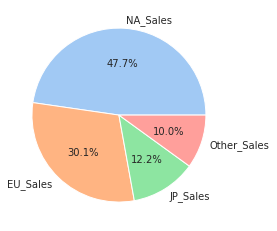 NA_Sales
47.7%
10.0%
Other_Sales
30.1%
12.2%
EU_Sales
JP_Sales